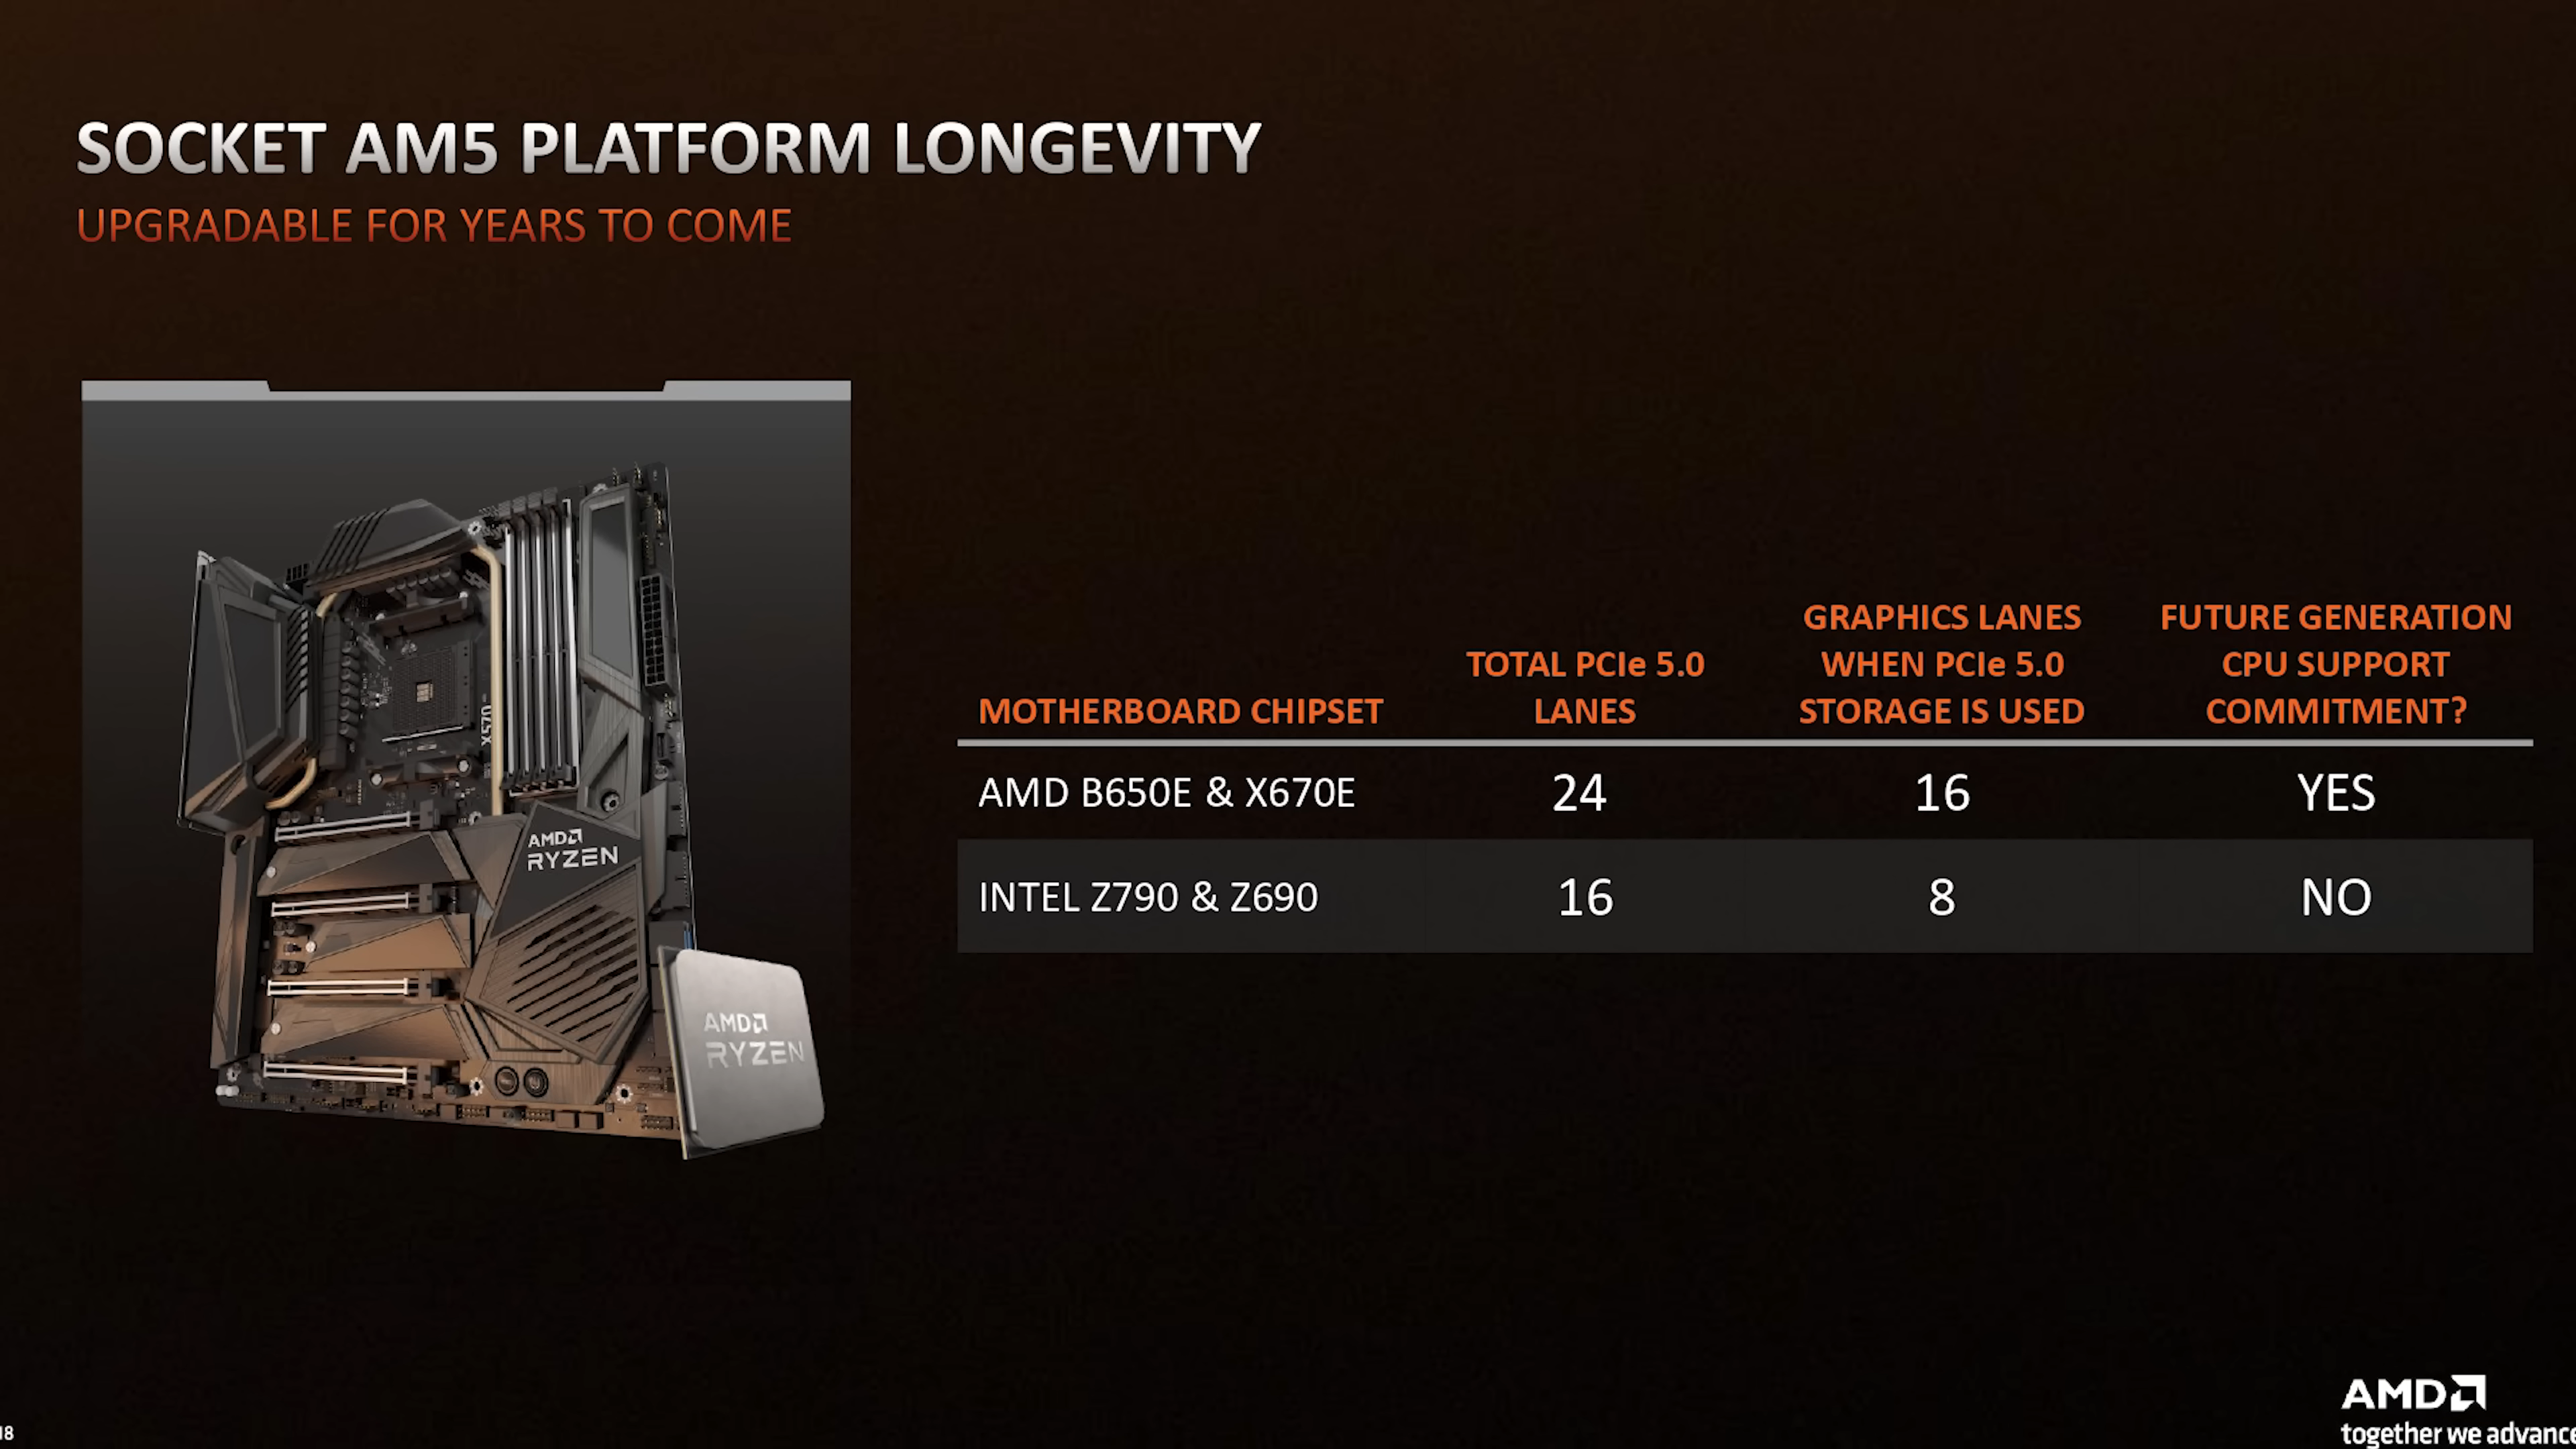 SOCKET AM5 PLATFORM LONGEVITY
UPGRADABLE FOR YEARS TO COME
X570
AMD
RYZEN
AMD
RYZEN
MOTHERBOARD CHIPSET
TOTAL PCIe 5.0
LANES
GRAPHICS LANES
WHEN PCIe 5.0
STORAGE IS USED
FUTURE GENERATION
CPU SUPPORT
COMMITMENT?
AMD B650E & X670E 24 16 YES
INTEL Z790 & Z690 16 8 NO
AMD
together we advanc